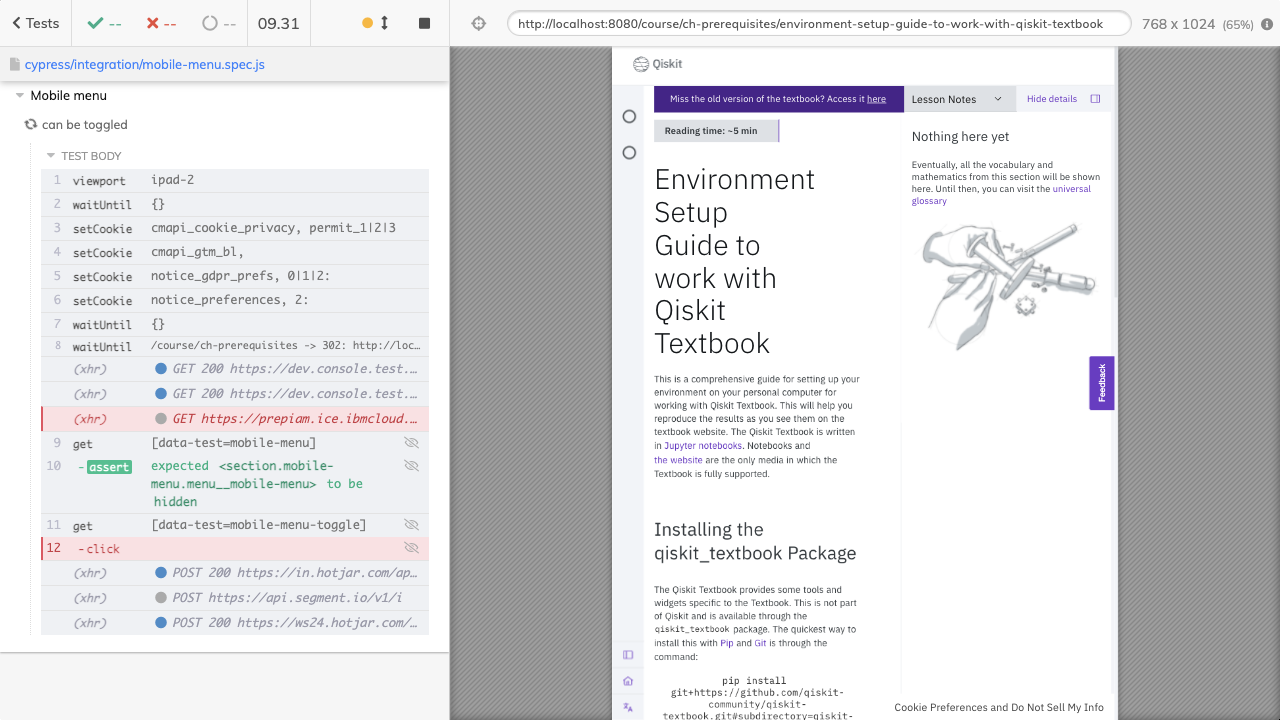 Tests
--
--
--
09.31
http://localhost:8080/course/ch-prerequisites/environment-setup-guide-to-work-with-qiskit-textbook
768 x 1024 (65%)
cypress/integration/mobile-menu.spec.js
Mobile menu
can be toggled
TEST BODY
1 viewport ipad-2
2 waitUntil {}
3 setCookie cmapi_cookie_privacy, permit_1|2|3
4 setCookie cmapi_gtm_bl,
5 setCookie notice_gdpr_prefs, 0|1|2:
6 setCookie notice_preferences, 2:
7 waitUntil {}
8 waitUntil /course/ch-prerequisites -> 302: http://loc...
(xhr) GET 200 https://dev.console.test....
(xhr) GET 200 https://dev.console.test....
(xhr) GET https://prepiam.ice.ibmcloud....
9 get [data-test=mobile-menu]
10 -assert expected <section.mobile-
menu.menu__mobile-menu> to be
hidden
11 get [data-test=mobile-menu-toggle]
12 -click
(xhr) POST 200 https://in.hotjar.com/ap...
(xhr) POST https://api.segment.io/v1/i
(xhr) POST 200 https://ws24.hotjar.com/...
Qiskit
Miss the old version of the textbook? Access it here
Reading time: ~5 min
Environment
Setup
Guide to
work with
Qiskit
Textbook
This is a comprehensive guide for setting up your
environment on your personal computer for
working with Qiskit Textbook. This will help you
reproduce the results as you see them on the
textbook website. The Qiskit Textbook is written
in Jupyter notebooks. Notebooks and
the website are the only media in which the
Textbook is fully supported.
Installing the
qiskit_textbook Package
The Qiskit Textbook provides some tools and
widgets specific to the Textbook. This is not part
of Qiskit and is available through the
qiskit_textbook package. The quickest way to
install this with Pip and Git is through the
command:
pip install
git+https://github.com/qiskit-
community/qiskit-
textbook.git#subdirectory=qiskit-
Lesson Notes
Hide details
Nothing here yet
Eventually, all the vocabulary and
mathematics from this section will be shown
here. Until then, you can visit the universal
glossary
Feedback
Cookie Preferences and Do Not Sell My Info